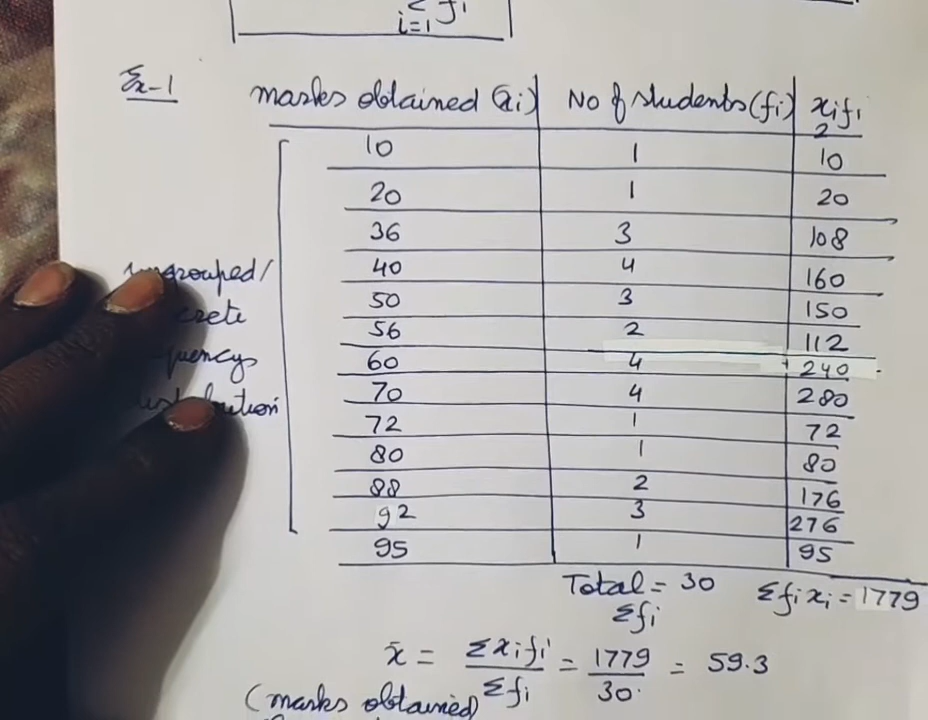 i=1 fi
Ex-1
marks obtained (xi) No of students (fi) xifi
10 1 10
20 1 20
36 3 108
40 4 160
50 3 150
56 2 112
60 4 240
70 4 280
72 1 72
80 1 80
88 2 176
92 3 276
95 1 95
Total = 30 Σfixi = 1779
Σfi
x̄ = Σxifi/Σfi = 1779/30 = 59.3
(marks obtained)